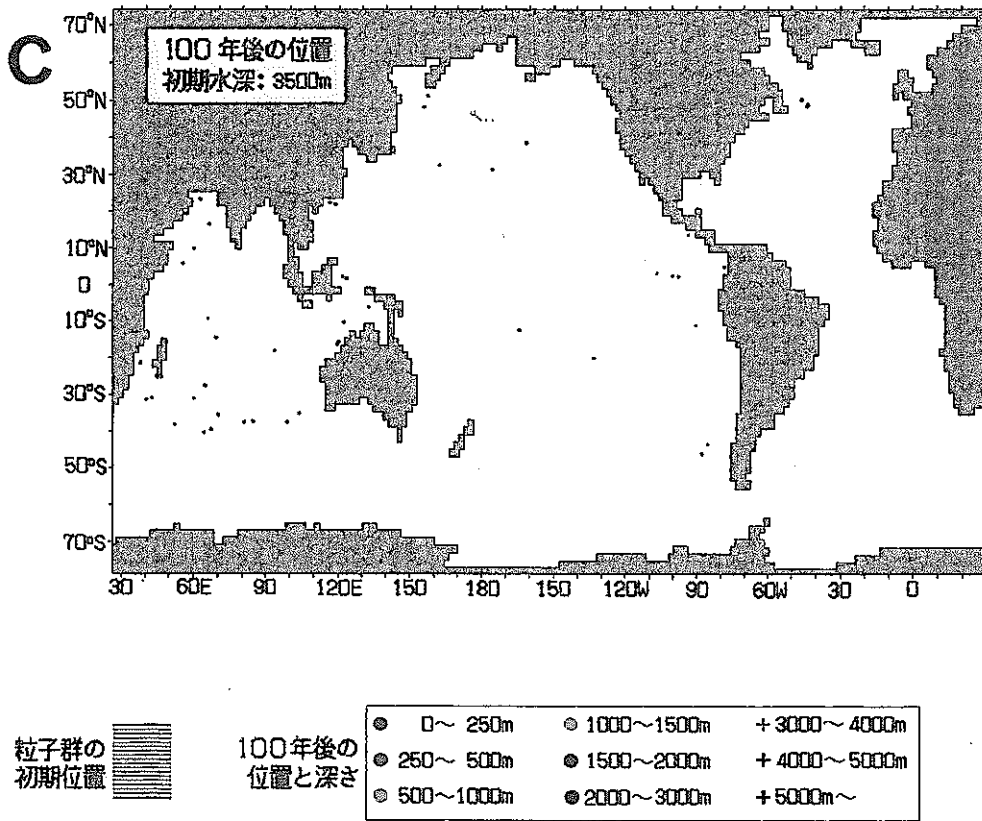 C
100年後の位置
初期水深:3500m
70°N
50°N
30°N
10°N
0
10°S
30°S
50°S
70°S
30 60E 90 120E 150 180 150 120W 90 60W 30 0
粒子群の
初期位置
100年後の
位置と深さ
● 0～ 250m ● 1000～1500m +3000～ 4000m
● 250～ 500m ● 1500～2000m +4000～ 5000m
● 500～1000m ● 2000～3000m +5000m～